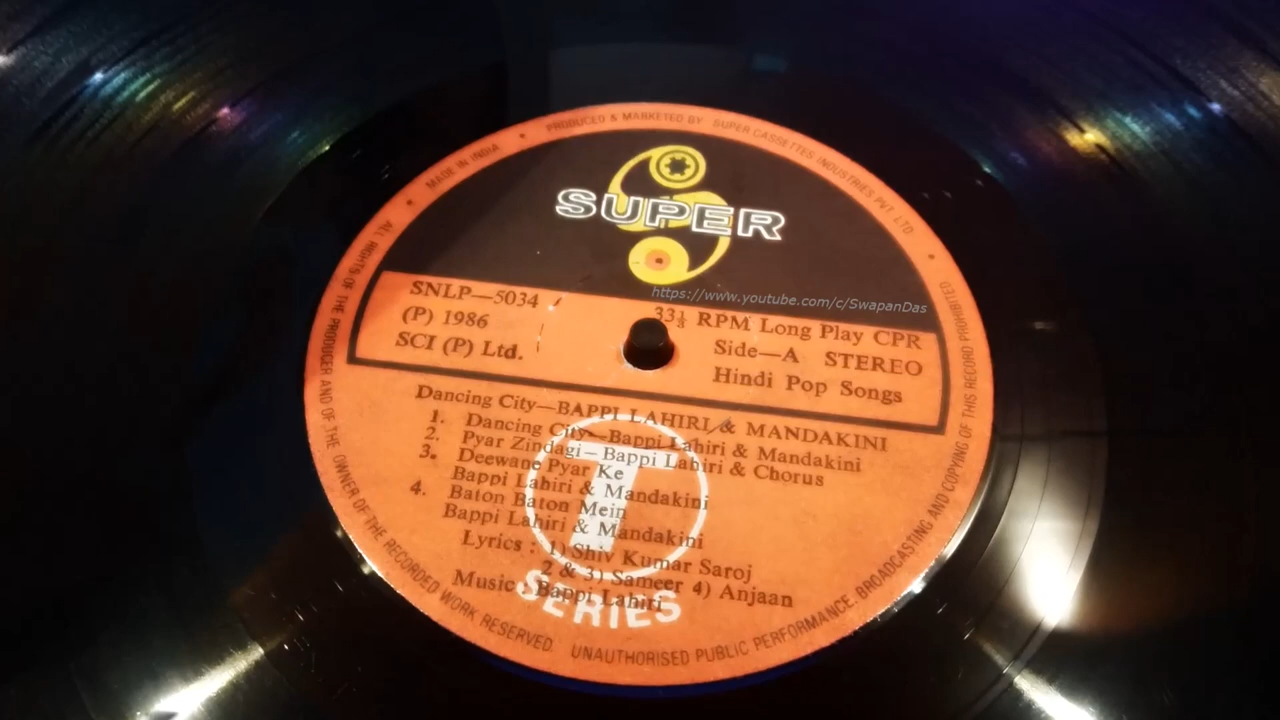 MADE IN INDIA
PRODUCED & MARKETED BY SUPER CASSETTES INDUSTRIES PVT. LTD
SUPER
https://www.youtube.com/c/SwapanDas
SNLP—5034
(P) 1986
SCI (P) Ltd.
33⅓ RPM Long Play CPR
Side—A STEREO
Hindi Pop Songs
Dancing City—BAPPI LAHIRI & MANDAKINI
1. Dancing City—Bappi Lahiri & Mandakini
2. Pyar Zindagi—Bappi Lahiri & Chorus
3. Deewane Pyar Ke
Bappi Lahiri & Mandakini
4. Baton Baton Mein
Bappi Lahiri & Mandakini
Lyrics : 1) Shiv Kumar Saroj
2 & 3) Sameer 4) Anjaan
Music : Bappi Lahiri
T
SERIES
ALL RIGHTS OF THE PRODUCER AND OF THE OWNER OF THE RECORDED WORK RESERVED. UNAUTHORISED PUBLIC PERFORMANCE. BROADCASTING AND COPYING OF THIS RECORD PROHIBITED